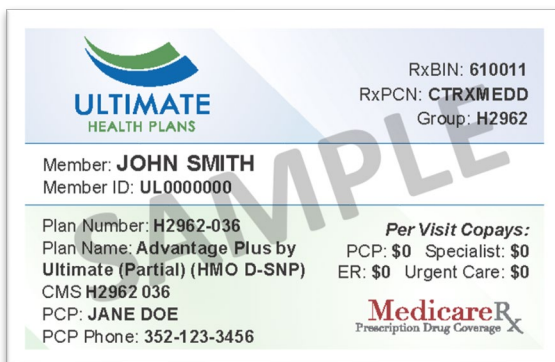 ULTIMATE
HEALTH PLANS
RxBIN: 610011
RxPCN: CTRXMEDD
Group: H2962
SAMPLE
Member: JOHN SMITH
Member ID: UL0000000
Plan Number: H2962-036
Plan Name: Advantage Plus by
Ultimate (Partial) (HMO D-SNP)
CMS H2962 036
PCP: JANE DOE
PCP Phone: 352-123-3456
Per Visit Copays:
PCP: $0 Specialist: $0
ER: $0 Urgent Care: $0
MedicareRx
Prescription Drug Coverage